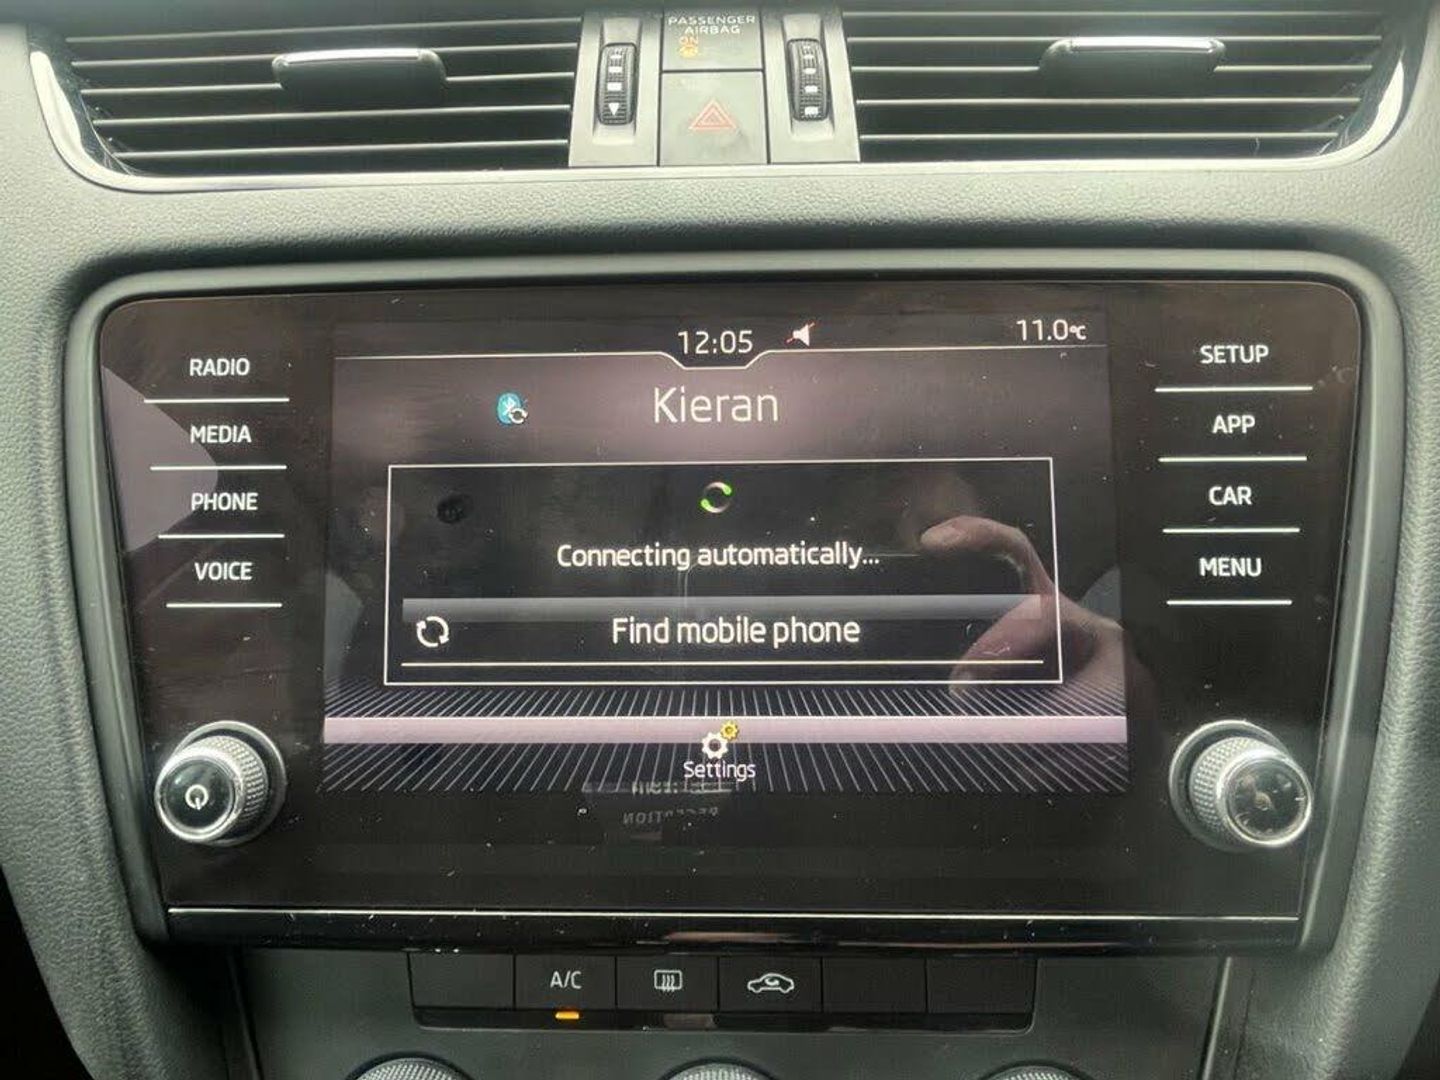 PASSENGER
AIRBAG
ON
12:05
11.0°C
RADIO
MEDIA
PHONE
VOICE
Kieran
Connecting automatically...
Find mobile phone
Settings
SETUP
APP
CAR
MENU
RECEPTION
A/C